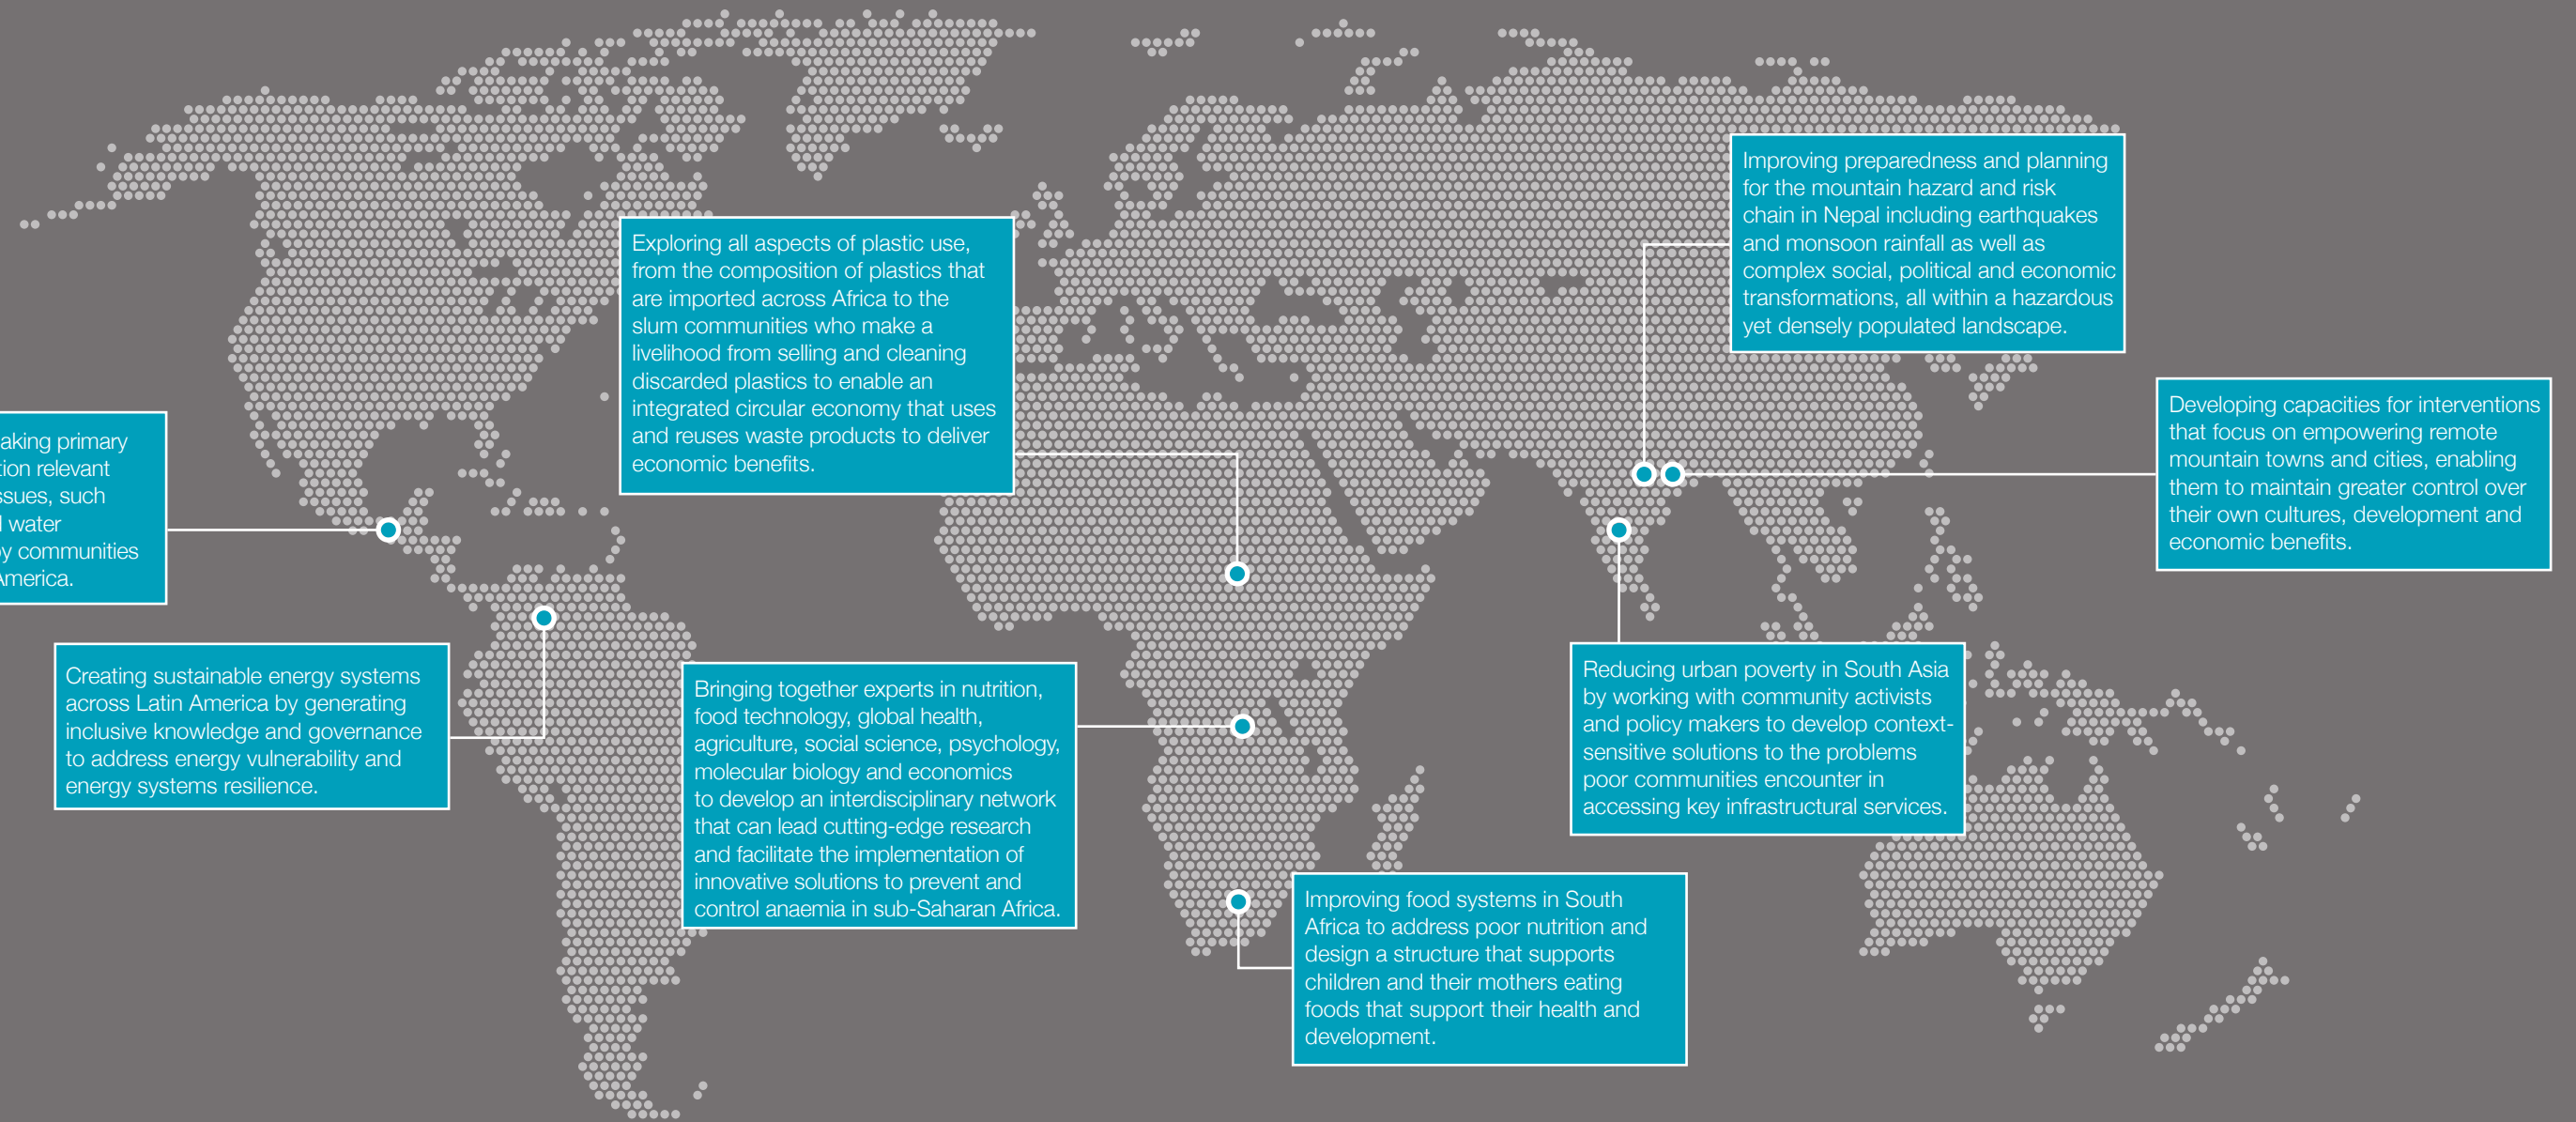 Improving preparedness and planning
for the mountain hazard and risk
chain in Nepal including earthquakes
and monsoon rainfall as well as
complex social, political and economic
transformations, all within a hazardous
yet densely populated landscape.
Exploring all aspects of plastic use,
from the composition of plastics that
are imported across Africa to the
slum communities who make a
livelihood from selling and cleaning
discarded plastics to enable an
integrated circular economy that uses
and reuses waste products to deliver
economic benefits.
Developing capacities for interventions
that focus on empowering remote
mountain towns and cities, enabling
them to maintain greater control over
their own cultures, development and
economic benefits.
primary
relevant
such
water
communities
America.
Creating sustainable energy systems
across Latin America by generating
inclusive knowledge and governance
to address energy vulnerability and
energy systems resilience.
Bringing together experts in nutrition,
food technology, global health,
agriculture, social science, psychology,
molecular biology and economics
to develop an interdisciplinary network
that can lead cutting-edge research
and facilitate the implementation of
innovative solutions to prevent and
control anaemia in sub-Saharan Africa.
Reducing urban poverty in South Asia
by working with community activists
and policy makers to develop context-
sensitive solutions to the problems
poor communities encounter in
accessing key infrastructural services.
Improving food systems in South
Africa to address poor nutrition and
design a structure that supports
children and their mothers eating
foods that support their health and
development.